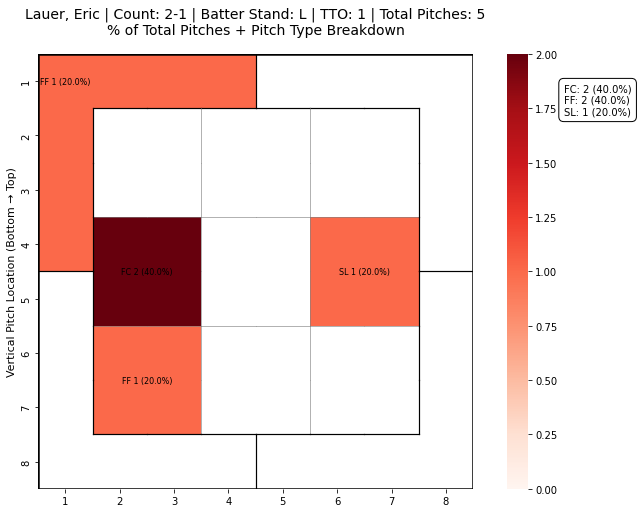 Lauer, Eric | Count: 2-1 | Batter Stand: L | TTO: 1 | Total Pitches: 5
% of Total Pitches + Pitch Type Breakdown
Vertical Pitch Location (Bottom → Top)
1
2
3
4
5
6
7
8
FF 1 (20.0%)
FC 2 (40.0%)
SL 1 (20.0%)
FF 1 (20.0%)
1
2
3
4
5
6
7
8
2.00
1.75
1.50
1.25
1.00
0.75
0.50
0.25
0.00
FC: 2 (40.0%)
FF: 2 (40.0%)
SL: 1 (20.0%)